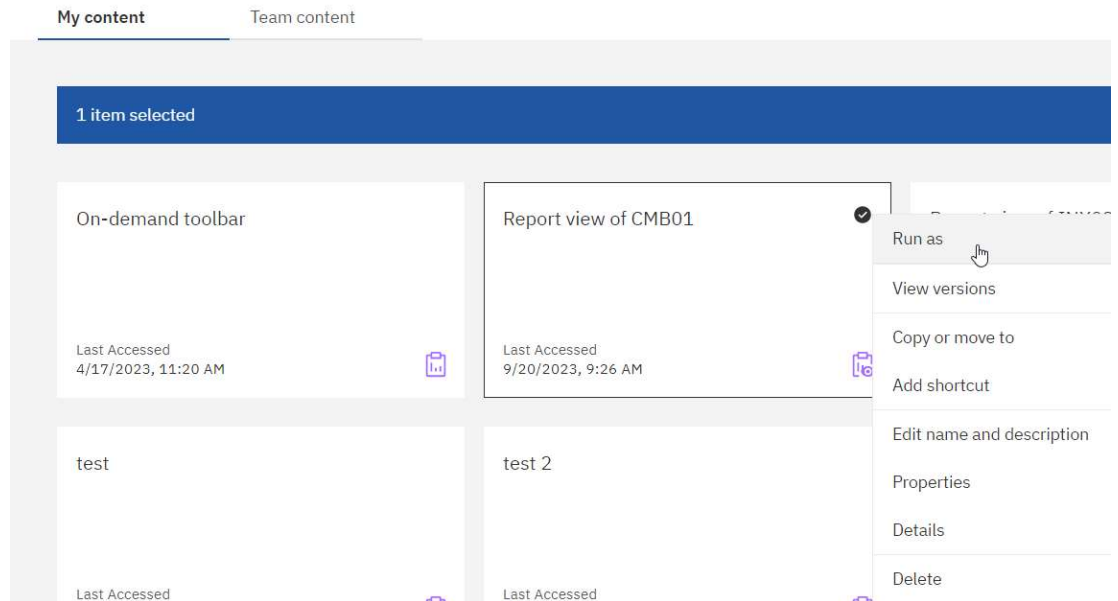 My content
Team content
1 item selected
On-demand toolbar
Last Accessed
4/17/2023, 11:20 AM
Report view of CMB01
Last Accessed
9/20/2023, 9:26 AM
Run as
View versions
Copy or move to
Add shortcut
Edit name and description
Properties
Details
Delete
test
Last Accessed
test 2
Last Accessed